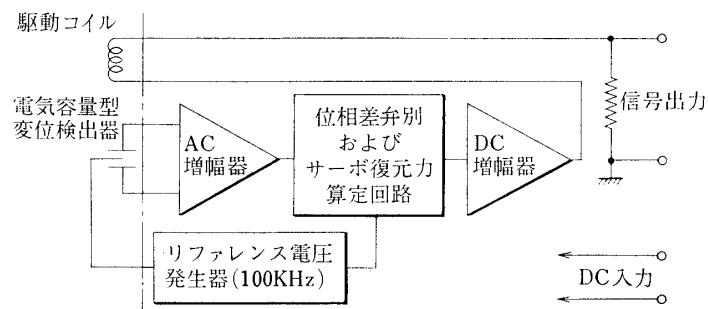 駆動コイル
電気容量型
変位検出器
AC
増幅器
位相差弁別
および
サーボ復元力
算定回路
DC
増幅器
信号出力
リファレンス電圧
発生器(100KHz)
DC入力